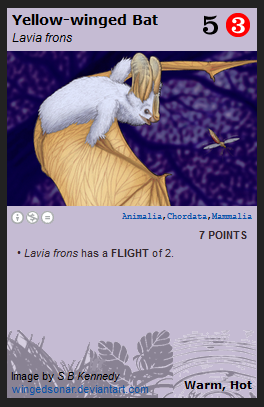 Yellow-winged Bat 5 3
Lavia frons
Animalia,Chordata,Mammalia
7 POINTS
• Lavia frons has a FLIGHT of 2.
Image by S B Kennedy
wingedsonar.deviantart.com
Warm, Hot